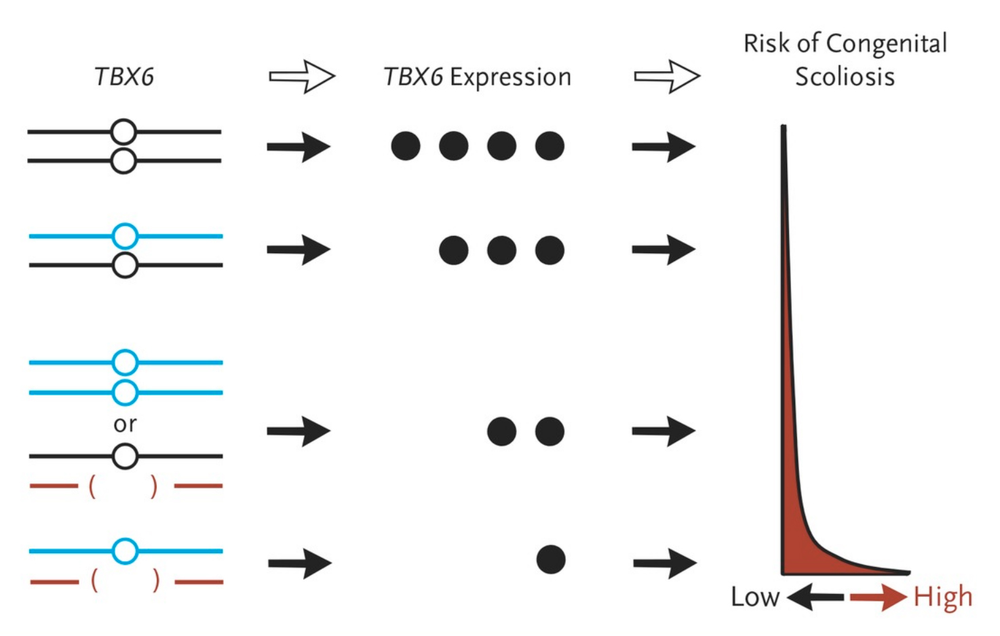 TBX6
TBX6 Expression
Risk of Congenital
Scoliosis
or
( )
( )
Low
High